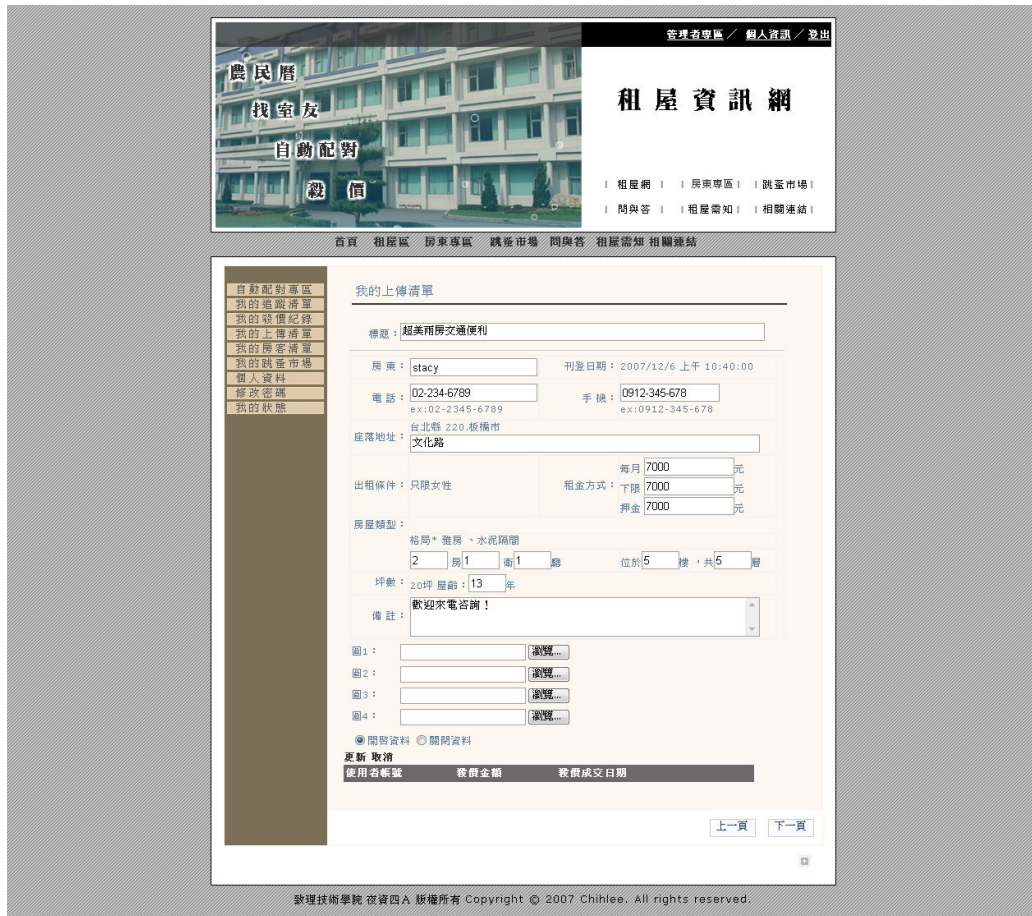 管理者專區／ 個人資訊／登出
農民曆
找室友
自動配對
殺價
租屋資訊網
| 租屋網 | | 房東專區 | | 跳蚤市場 |
| 問與答 | | 租屋需知 | | 相關連結 |
首頁 租屋區 房東專區 跳蚤市場 問與答 租屋需知 相關連結
自動配對專區
我的追蹤清單
我的殺價紀錄
我的上傳清單
我的房客清單
我的跳蚤市場
個人資料
修改密碼
我的狀態
我的上傳清單
標題：超美雨房交通便利
房東：stacy 刊登日期：2007/12/6 上午 10:40:00
電話：02-234-6789 手機：0912-345-678
ex:02-2345-6789 ex:0912-345-678
座落地址：台北縣 220.板橋市
文化路
出租條件：只限女性 租金方式：
每月 7000 元
下限 7000 元
押金 7000 元
房屋類型：
格局* 雅房 、水泥隔間
2 房 1 衛 1 廳 位於 5 樓 ，共 5 層
坪數：20坪 屋齡：13 年
備註：歡迎來電咨詢！
圖1： 瀏覽...
圖2： 瀏覽...
圖3： 瀏覽...
圖4： 瀏覽...
開啓資料 關閉資料
更新 取消
使用者帳號 殺價金額 殺價成交日期
上一頁 下一頁
致理技術學院 夜資四A 版權所有 Copyright © 2007 Chihlee. All rights reserved.